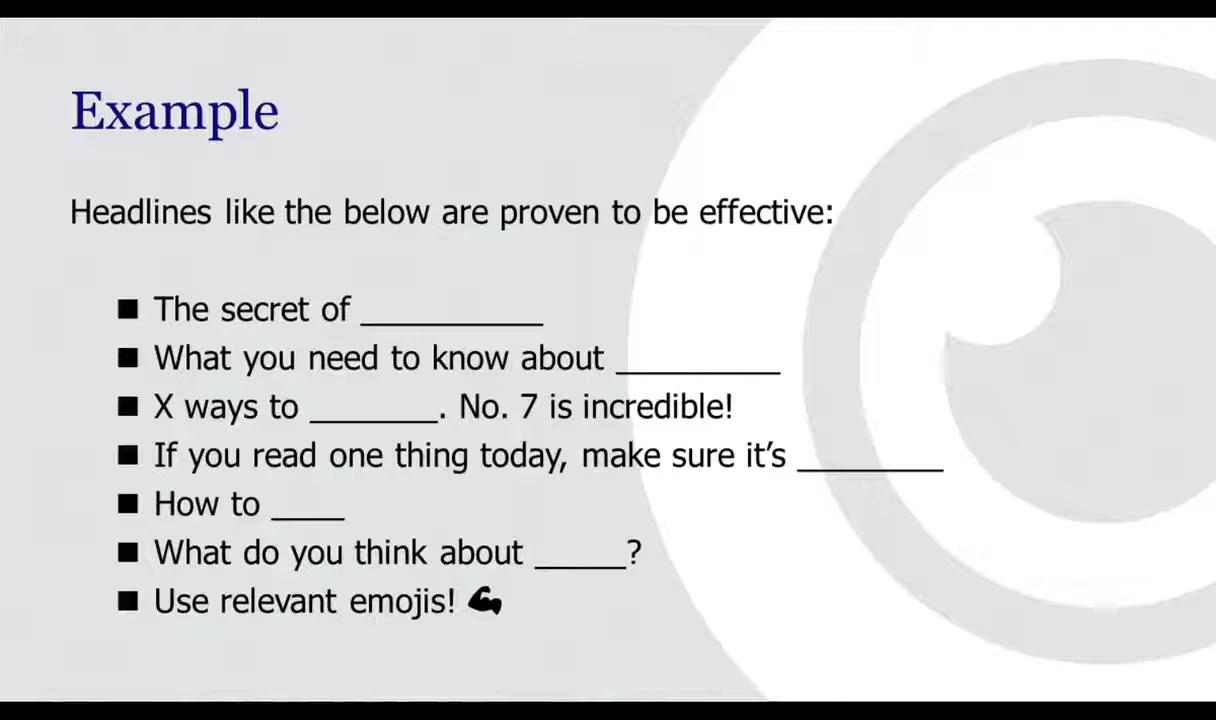 Example
Headlines like the below are proven to be effective:
■ The secret of __________
■ What you need to know about _________
■ X ways to _______. No. 7 is incredible!
■ If you read one thing today, make sure it’s ________
■ How to ____
■ What do you think about _____?
■ Use relevant emojis! 💪